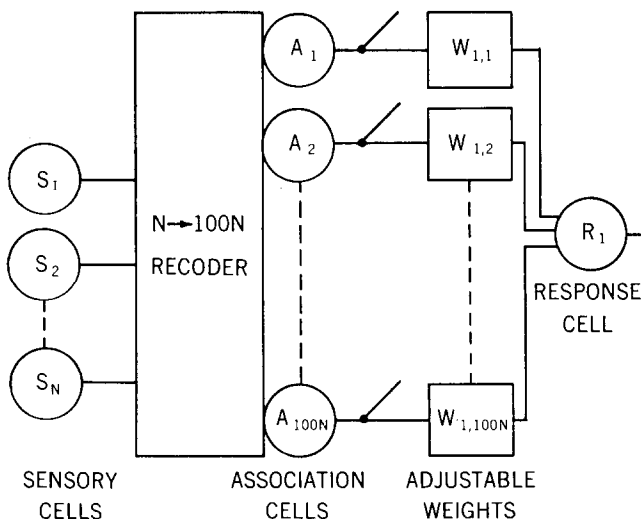 A₁
W₁,₁
A₂
W₁,₂
S₁
N→100N
RECODER
S₂
R₁
RESPONSE
CELL
S_N
A₁₀₀N
W₁,₁₀₀N
SENSORY
CELLS
ASSOCIATION
CELLS
ADJUSTABLE
WEIGHTS